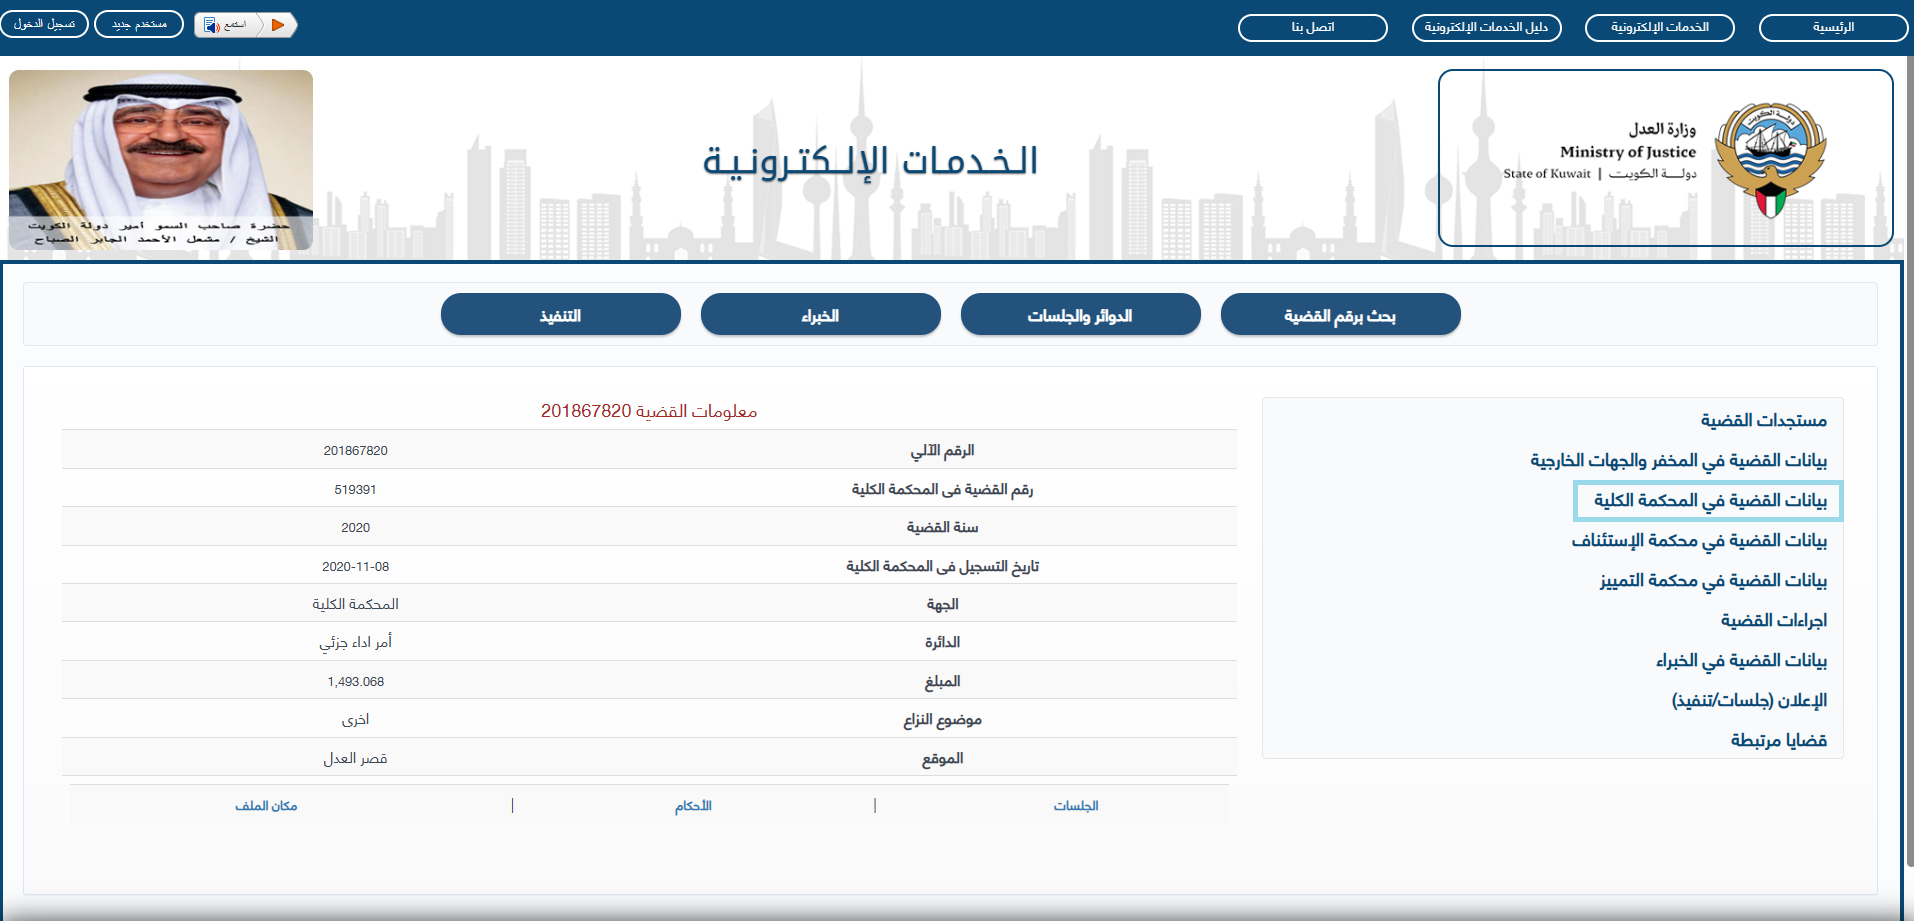 الرئيسية
الخدمات الإلكترونية
دليل الخدمات الإلكترونية
اتصل بنا
استمع
مستخدم جديد
تسجيل الدخول
دولة الكويت
وزارة العدل
Ministry of Justice
State of Kuwait | دولــة الكويت
الـخـدمـات الإلـكـتـرونـيـة
حضرة صاحب السمو أمير دولة الكويت
الشيخ / مشعل الأحمد الجابر الصباح
بحث برقم القضية
الدوائر والجلسات
الخبراء
التنفيذ
مستجدات القضية
بيانات القضية في المخفر والجهات الخارجية
بيانات القضية في المحكمة الكلية
بيانات القضية في محكمة الإستئناف
بيانات القضية في محكمة التمييز
اجراءات القضية
بيانات القضية في الخبراء
الإعلان (جلسات/تنفيذ)
قضايا مرتبطة
معلومات القضية 201867820
الرقم الآلي 201867820
رقم القضية فى المحكمة الكلية 519391
سنة القضية 2020
تاريخ التسجيل فى المحكمة الكلية 2020-11-08
الجهة المحكمة الكلية
الدائرة أمر اداء جزئي
المبلغ 1,493.068
موضوع النزاع اخرى
الموقع قصر العدل
الجلسات | الأحكام | مكان الملف